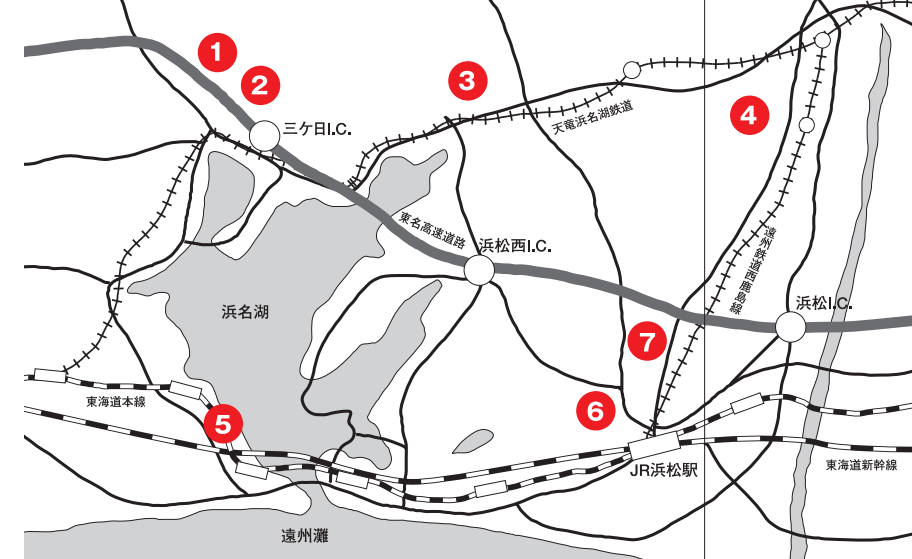 1
2
3
三ケ日I.C.
天竜浜名湖鉄道
4
東名高速道路
浜松西I.C.
遠州鉄道西鹿島線
浜松I.C.
浜名湖
7
東海道本線
5
6
JR浜松駅
東海道新幹線
遠州灘